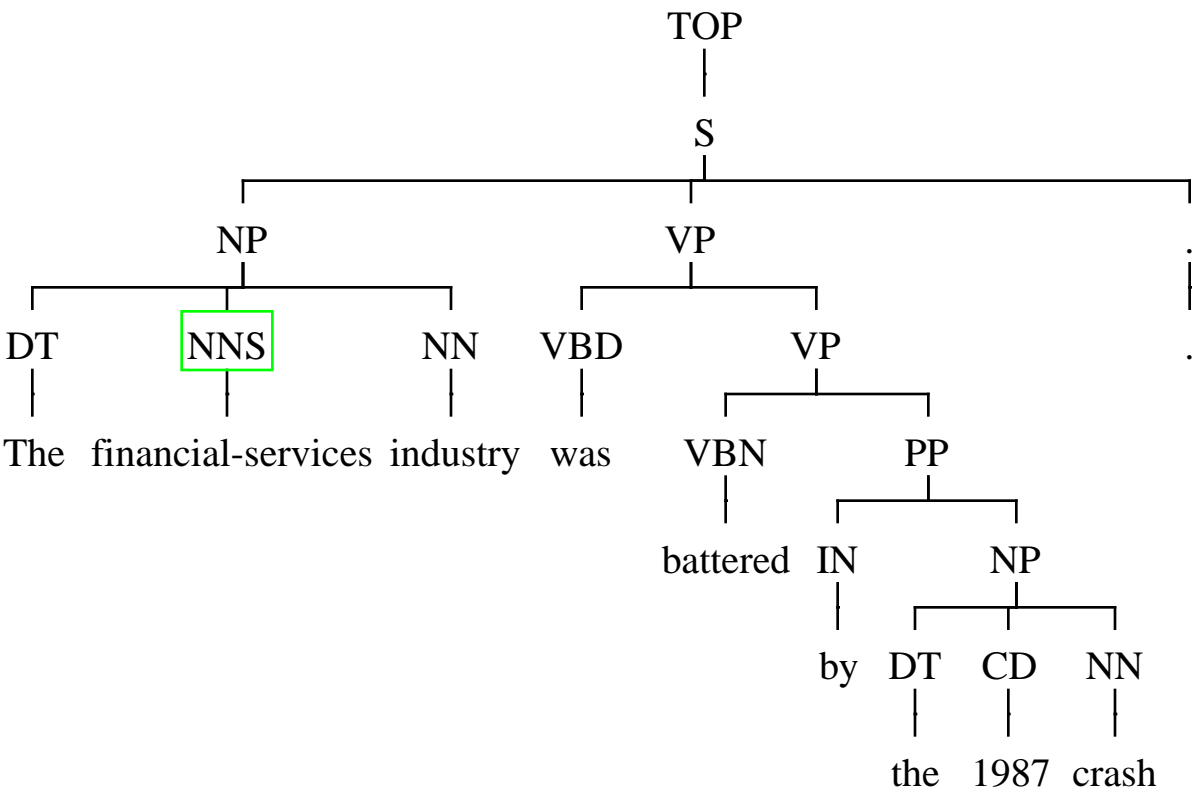 TOP
S
NP VP .
DT NNS NN VBD VP .
The financial-services industry was VBN PP
battered IN NP
by DT CD NN
the 1987 crash